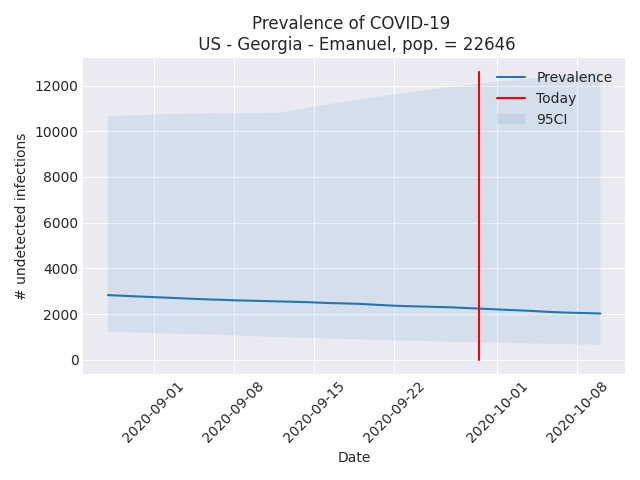 Prevalence of COVID-19
US - Georgia - Emanuel, pop. = 22646
Prevalence
Today
95CI
12000
10000
8000
6000
4000
2000
0
# undetected infections
2020-09-01
2020-09-08
2020-09-15
2020-09-22
2020-10-01
2020-10-08
Date